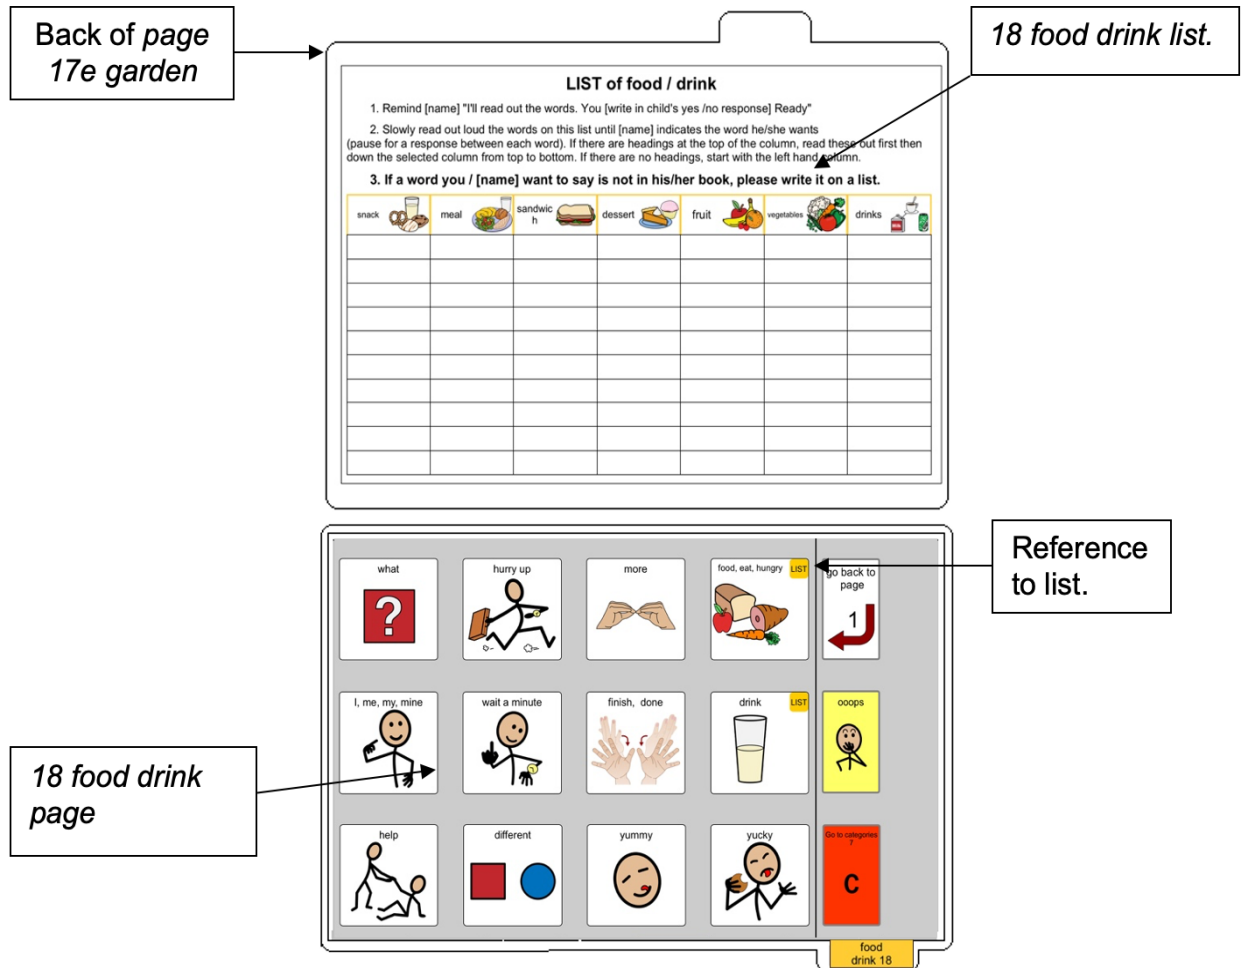 Back of page
17e garden
18 food drink list.
LIST of food / drink
1. Remind [name] "I'll read out the words. You [write in child's yes /no response] Ready"
2. Slowly read out loud the words on this list until [name] indicates the word he/she wants
(pause for a response between each word). If there are headings at the top of the column, read these out first then
down the selected column from top to bottom. If there are no headings, start with the left hand column.
3. If a word you / [name] want to say is not in his/her book, please write it on a list.
snack
meal
sandwic
h
dessert
fruit
vegetables
drinks
Reference
to list.
what
?
hurry up
more
food, eat, hungry
LIST
go back to
page
1
I, me, my, mine
wait a minute
finish, done
drink
LIST
ooops
18 food drink
page
help
different
yummy
yucky
Go to categories
7
C
food
drink 18